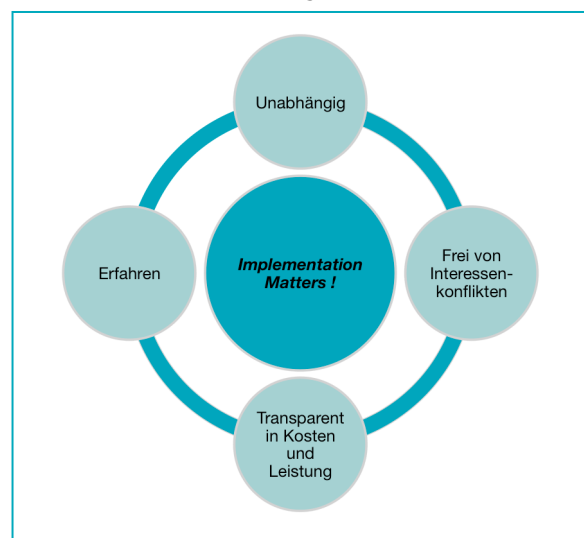 Unabhängig
Erfahren
Implementation
Matters !
Frei von
Interessen-
konflikten
Transparent
in Kosten
und
Leistung